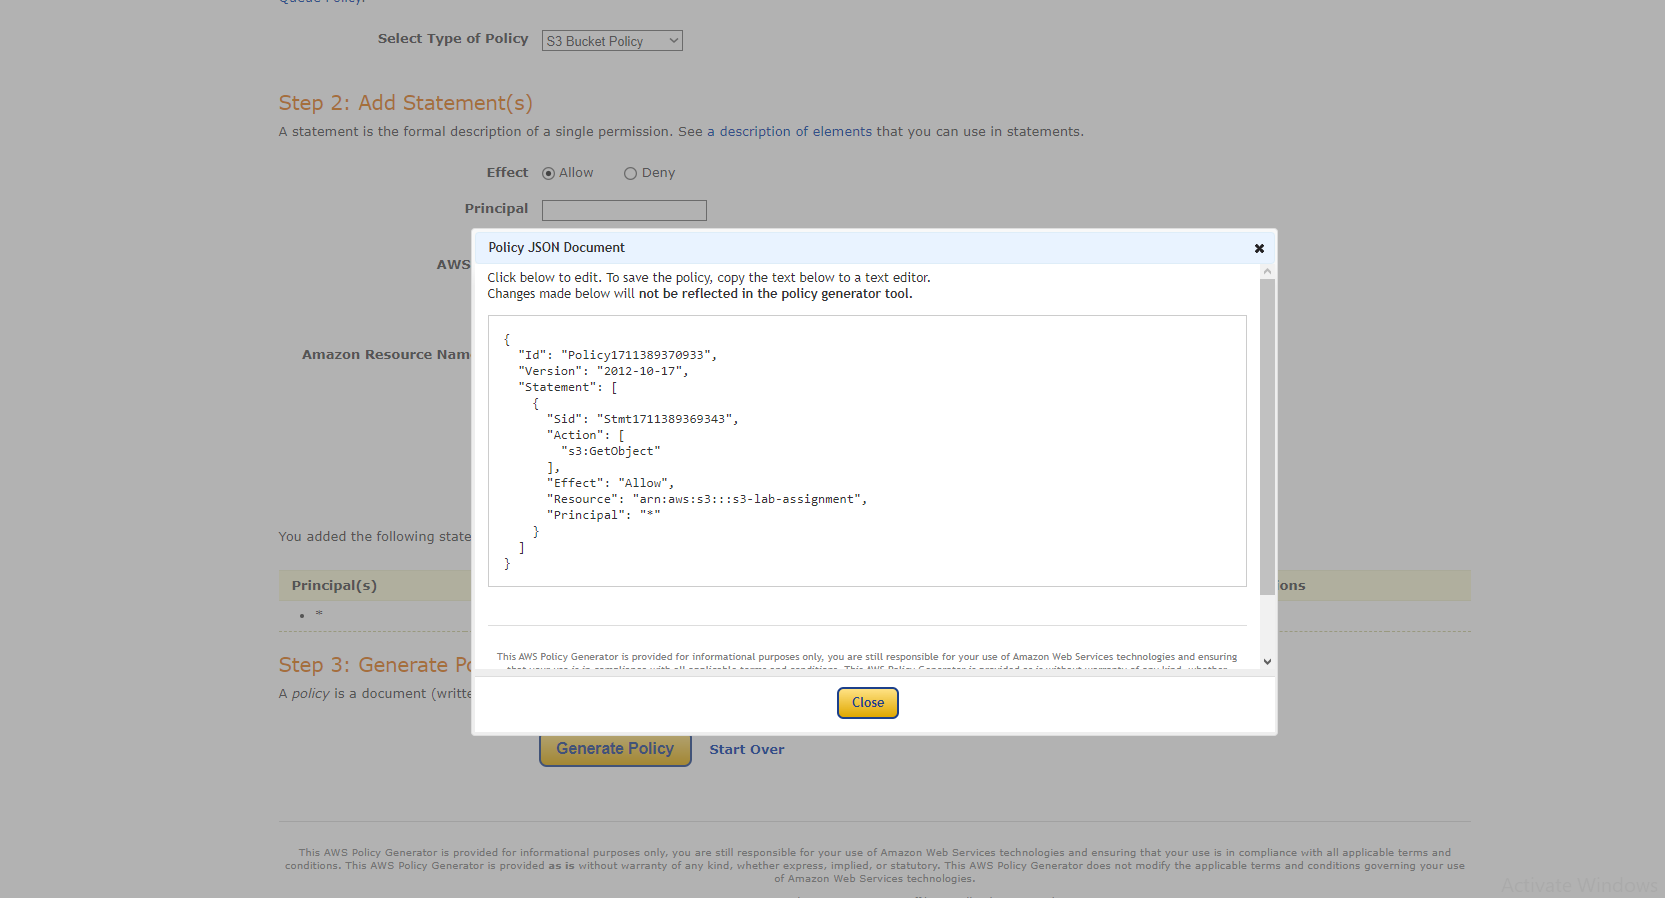 Select Type of Policy S3 Bucket Policy
Step 2: Add Statement(s)
A statement is the formal description of a single permission. See a description of elements that you can use in statements.
Effect Allow Deny
Principal
Policy JSON Document
AWS
Click below to edit. To save the policy, copy the text below to a text editor.
Changes made below will not be reflected in the policy generator tool.
Amazon Resource Nam
{
"Id": "Policy1711389370933",
"Version": "2012-10-17",
"Statement": [
{
"Sid": "Stmt1711389369343",
"Action": [
"s3:GetObject"
],
"Effect": "Allow",
"Resource": "arn:aws:s3:::s3-lab-assignment",
"Principal": "*"
}
]
}
You added the following state
Principal(s) ons
• *
Step 3: Generate Po
A policy is a document (writte
This AWS Policy Generator is provided for informational purposes only, you are still responsible for your use of Amazon Web Services technologies and ensuring
Close
Generate Policy Start Over
This AWS Policy Generator is provided for informational purposes only, you are still responsible for your use of Amazon Web Services technologies and ensuring that your use is in compliance with all applicable terms and
conditions. This AWS Policy Generator is provided as is without warranty of any kind, whether express, implied, or statutory. This AWS Policy Generator does not modify the applicable terms and conditions governing your use
of Amazon Web Services technologies.
Activate Windows